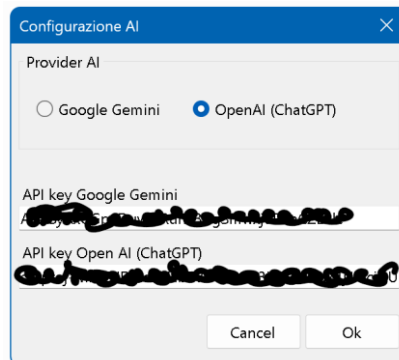 Configurazione AI
Provider AI
Google Gemini
OpenAI (ChatGPT)
API key Google Gemini
API key Open AI (ChatGPT)
Cancel
Ok